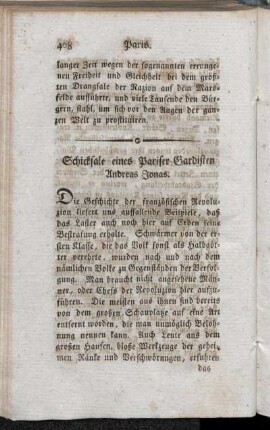 408 Paris.
langer Zeit wegen der sogenannten errunge-
nen Freiheit und Gleichheit bei dem größ-
ten Drangsale der Nazion auf dem Mars-
felde aufführte, und viele Tausende den Bür-
gern, stahl, um sich vor den Augen der gan-
zen Welt zu prostituiren.
Schicksale eines Pariser-Gardisten
Andreas Jonas.
Die Geschichte der französischen Revolu-
zion liefert uns auffallende Beispiele, daß
das Laster auch noch hier auf Erden seine
Bestrafung erhalte. Schwärmer von der er-
sten Klasse, die das Volk sonst als Halbgöt-
ter verehrte, wurden nach und nach dem
nämlichen Volke zu Gegenständen der Verfol-
gung. Man braucht nicht angesehene Män-
ner, oder Chefs der Revoluzion hier aufzu-
führen. Die meisten aus ihnen sind bereits
von dem großen Schauplatze auf eine Art
entfernt worden, die man unmöglich Beloh-
nung nennen kann. Auch Leute aus dem
großen Haufen, bloße Werkzeuge der gehei-
men Ränke und Verschwörungen, erfuhren
das